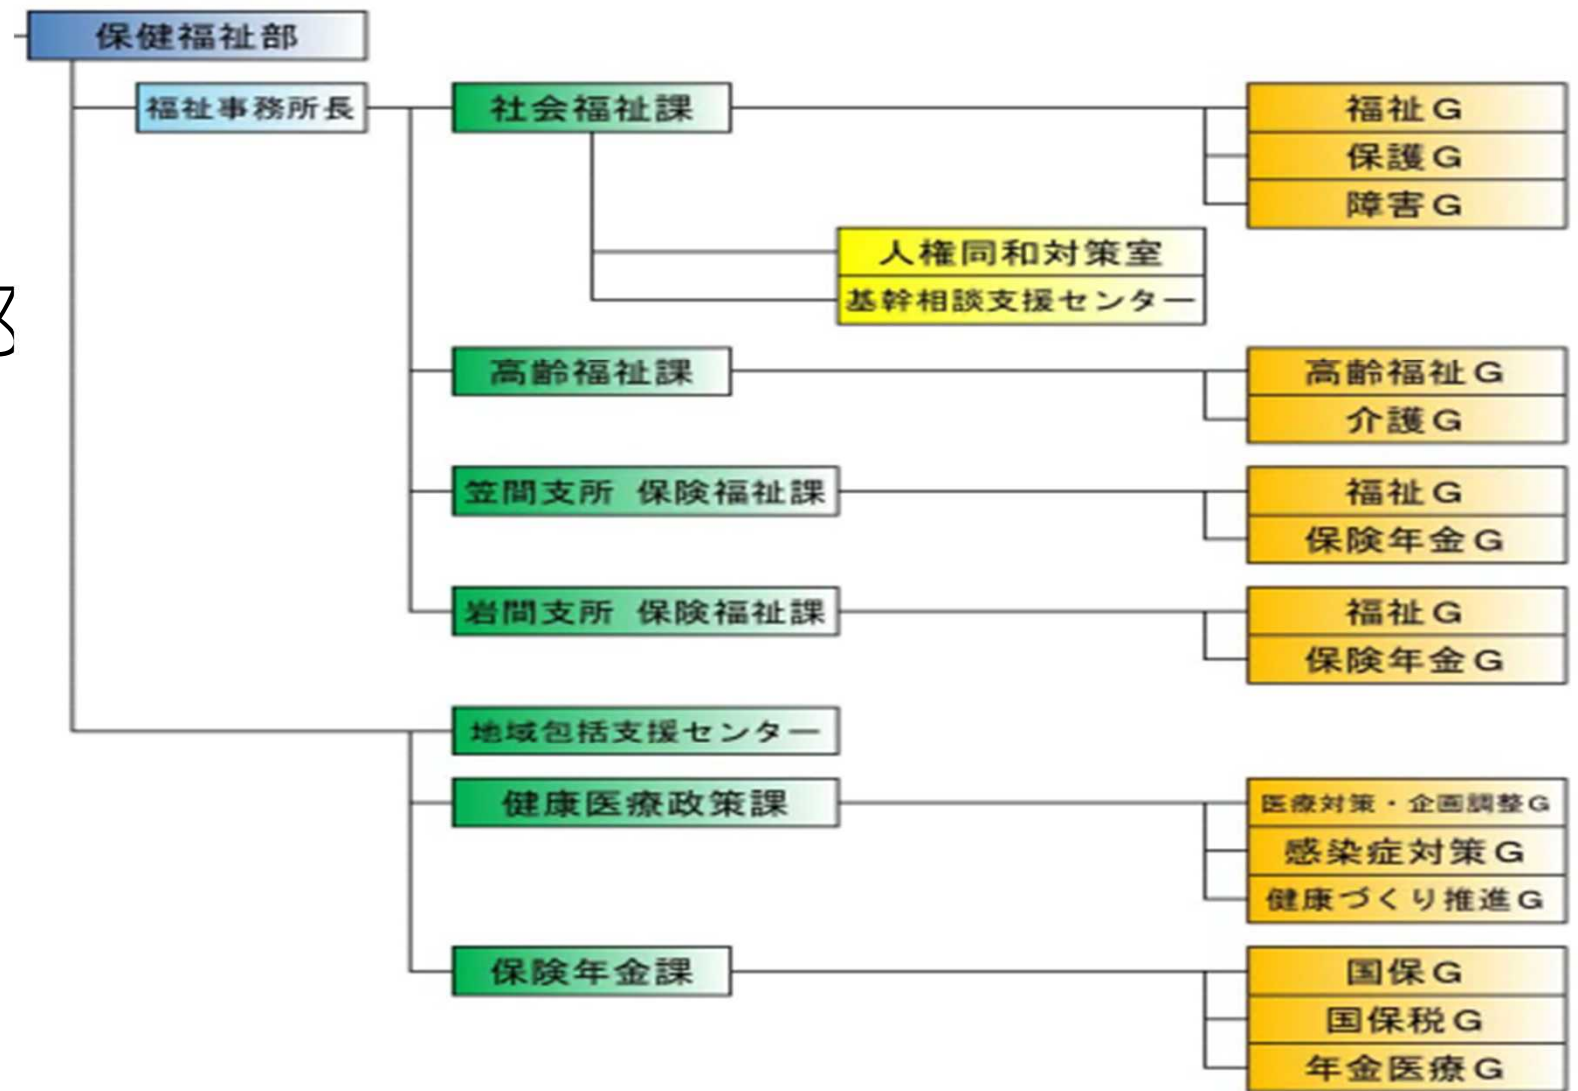 保健福祉部
福祉事務所長
社会福祉課
福祉G
保護G
障害G
人権同和対策室
基幹相談支援センター
高齢福祉課
高齢福祉G
介護G
笠間支所 保険福祉課
福祉G
保険年金G
岩間支所 保険福祉課
福祉G
保険年金G
地域包括支援センター
健康医療政策課
医療対策・企画調整G
感染症対策G
健康づくり推進G
保険年金課
国保G
国保税G
年金医療G